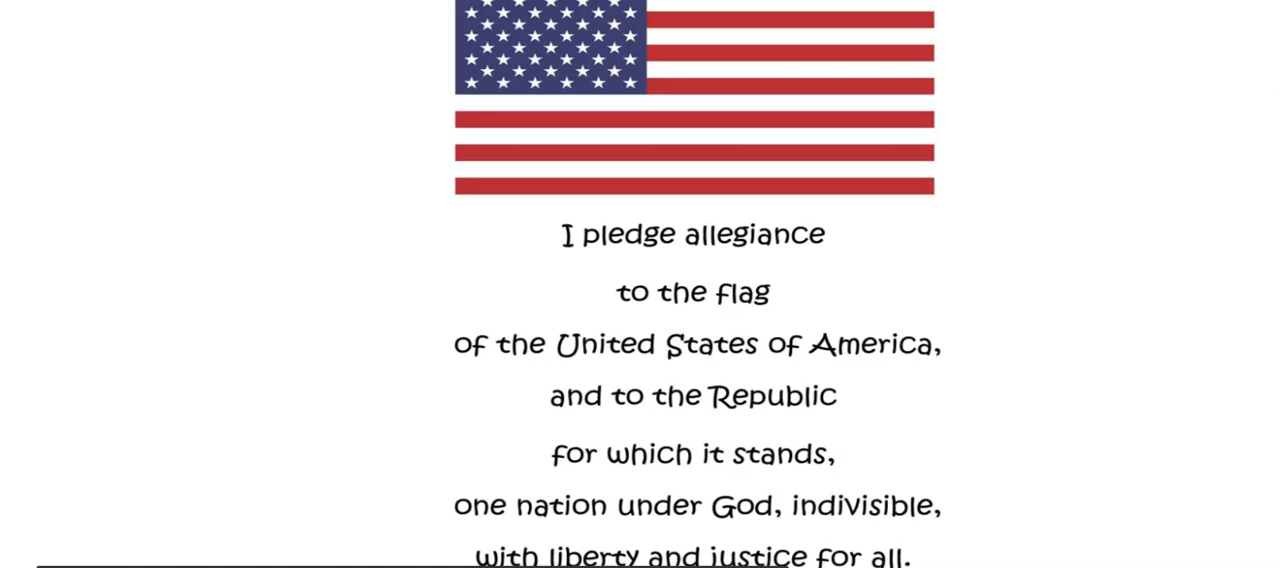 I pledge allegiance
to the flag
of the United States of America,
and to the Republic
for which it stands,
one nation under God, indivisible,
with liberty and justice for all.